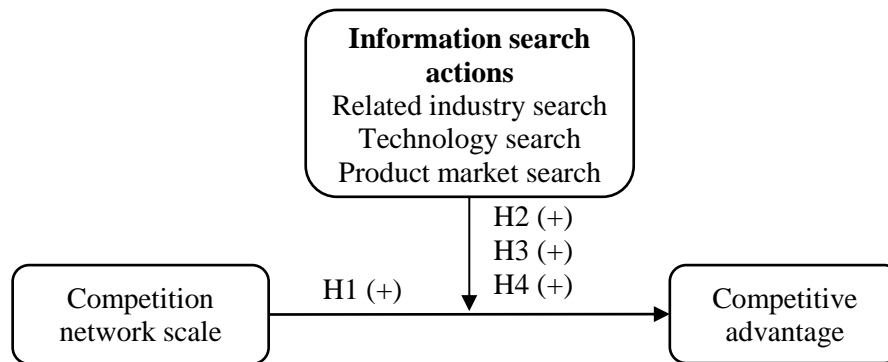 Information search
actions
Related industry search
Technology search
Product market search
H2 (+)
H3 (+)
H4 (+)
H1 (+)
Competition
network scale
Competitive
advantage